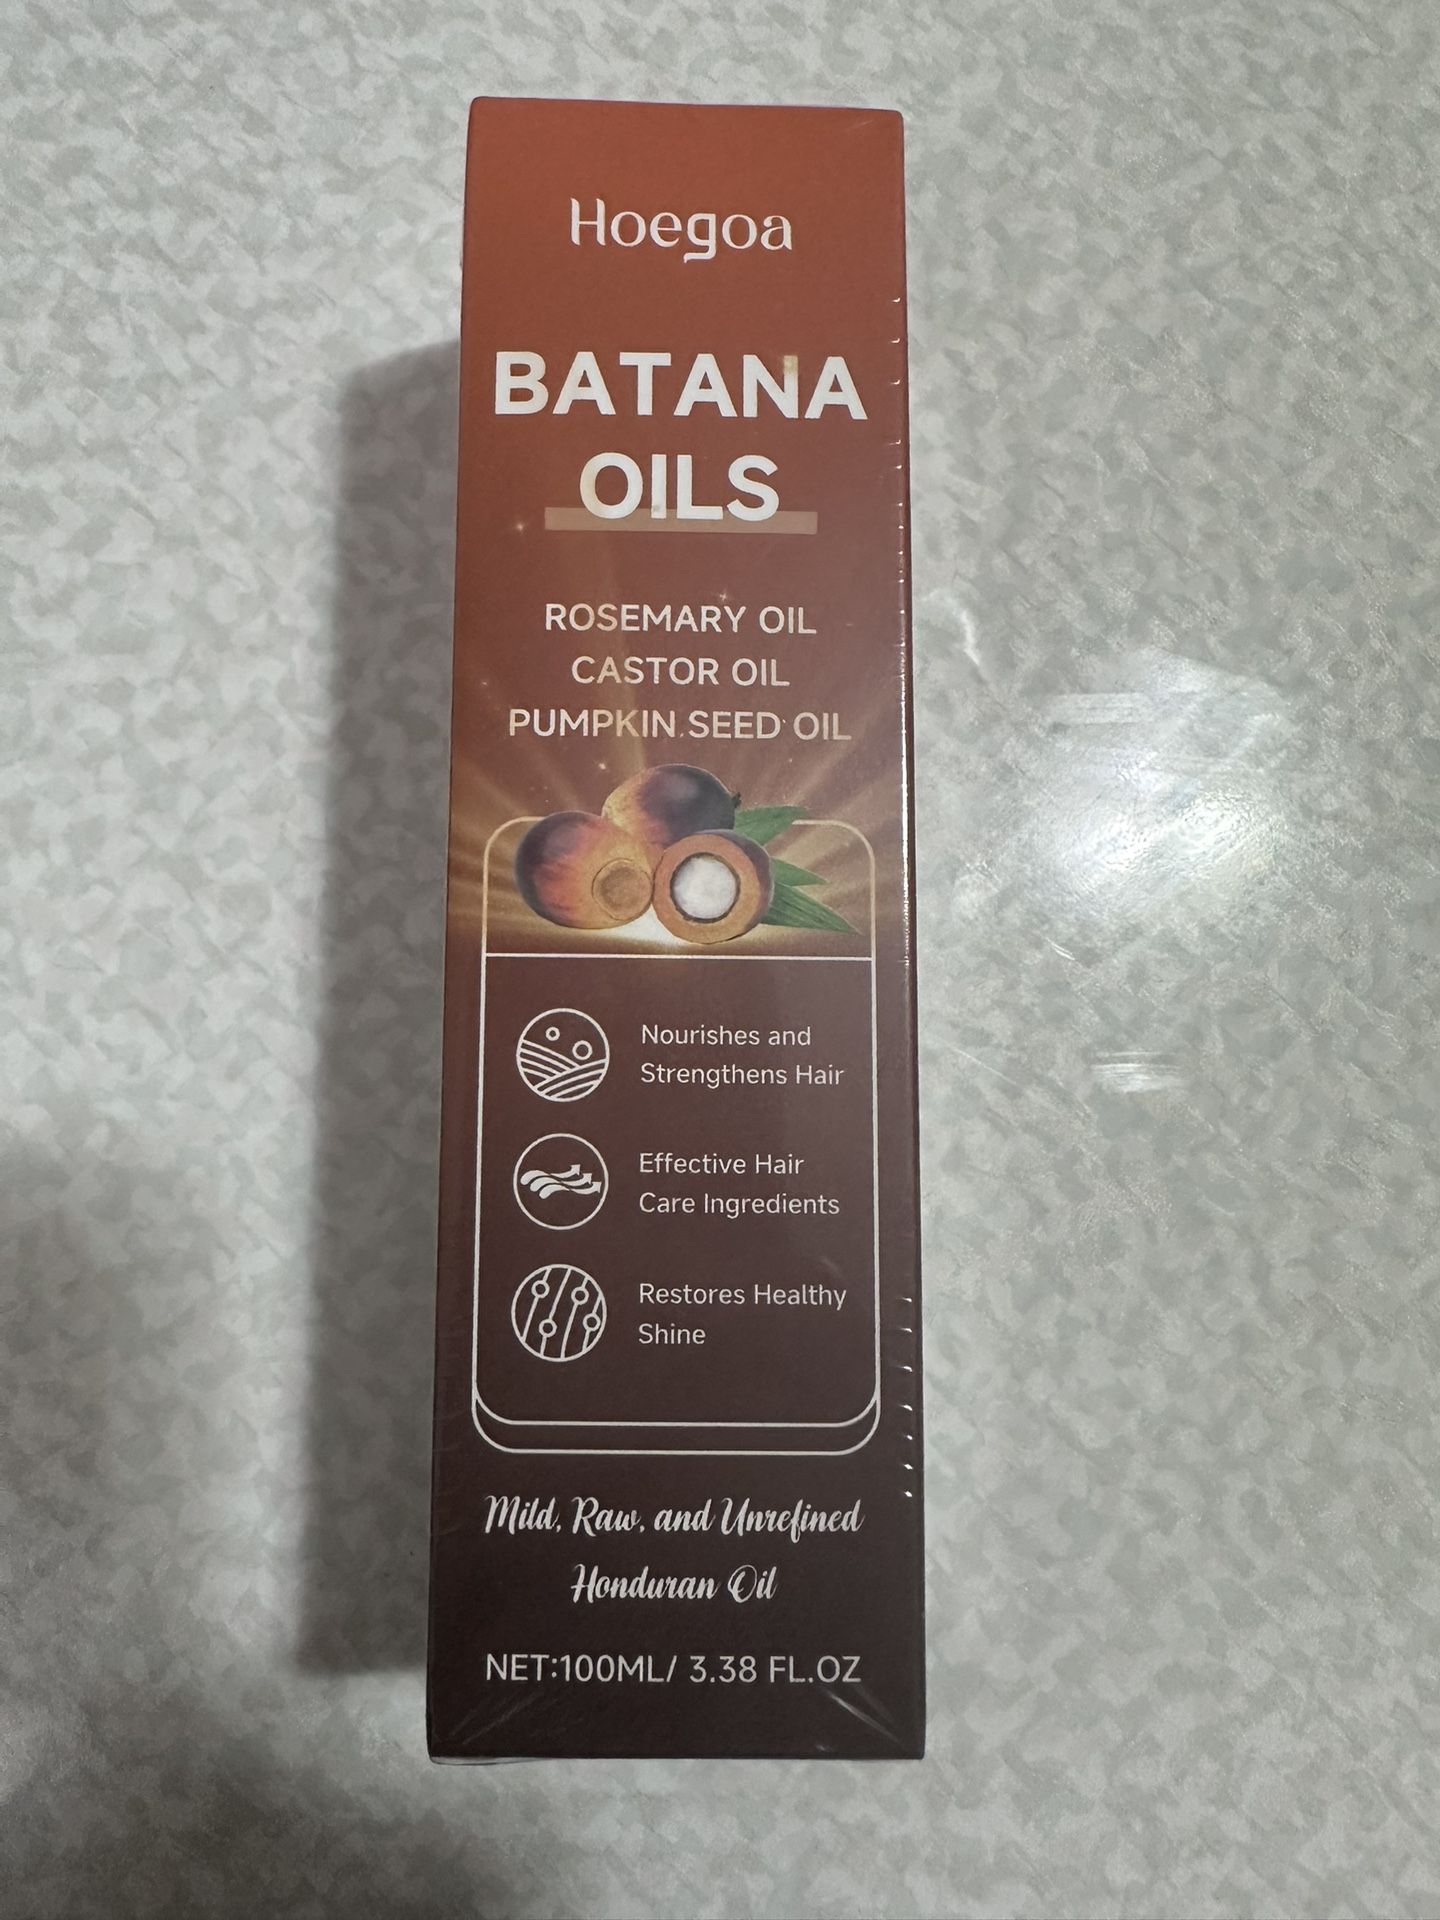 Hoegoa
BATANA
OILS
ROSEMARY OIL
CASTOR OIL
PUMPKIN SEED OIL
Nourishes and
Strengthens Hair
Effective Hair
Care Ingredients
Restores Healthy
Shine
Mild, Raw, and Unrefined
Honduran Oil
NET:100ML/ 3.38 FL.OZ